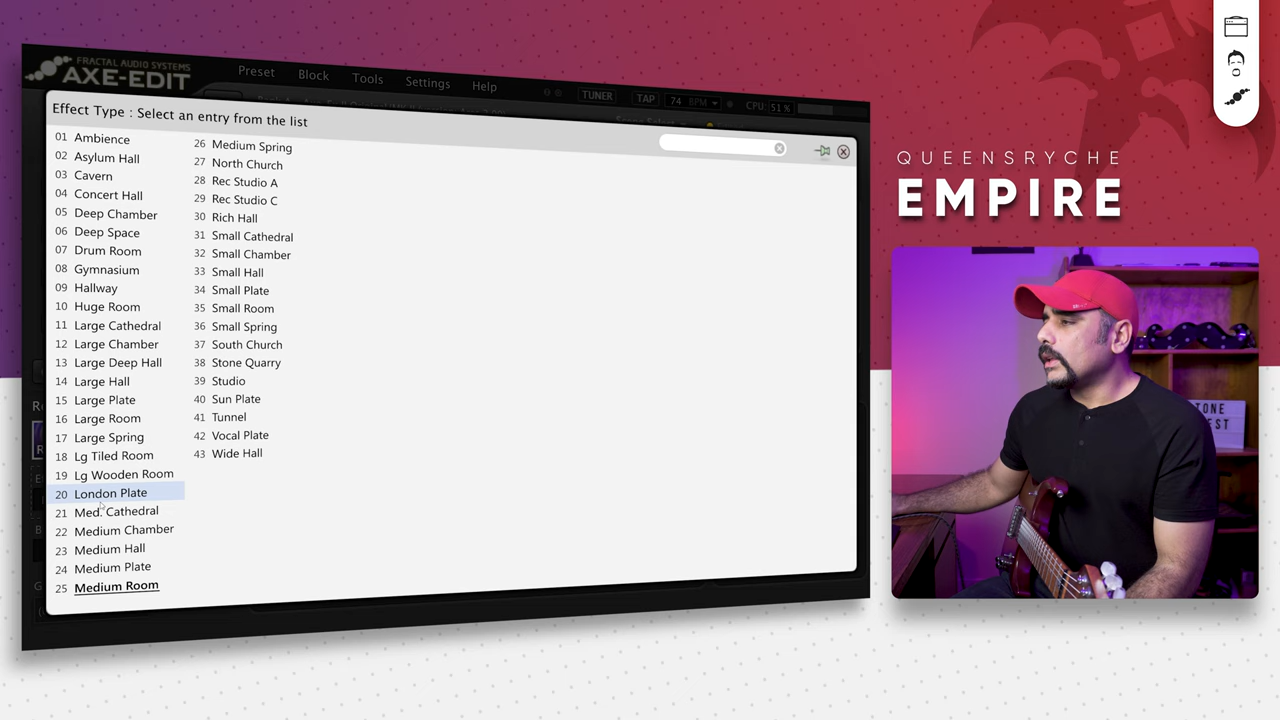 FRACTAL AUDIO SYSTEMS
AXE-EDIT
Preset Block Tools Settings Help
TUNER TAP 74 BPM CPU: 51 %
Effect Type : Select an entry from the list
01 Ambience
02 Asylum Hall
03 Cavern
04 Concert Hall
05 Deep Chamber
06 Deep Space
07 Drum Room
08 Gymnasium
09 Hallway
10 Huge Room
11 Large Cathedral
12 Large Chamber
13 Large Deep Hall
14 Large Hall
15 Large Plate
16 Large Room
17 Large Spring
18 Lg Tiled Room
19 Lg Wooden Room
20 London Plate
21 Med. Cathedral
22 Medium Chamber
23 Medium Hall
24 Medium Plate
25 Medium Room
26 Medium Spring
27 North Church
28 Rec Studio A
29 Rec Studio C
30 Rich Hall
31 Small Cathedral
32 Small Chamber
33 Small Hall
34 Small Plate
35 Small Room
36 Small Spring
37 South Church
38 Stone Quarry
39 Studio
40 Sun Plate
41 Tunnel
42 Vocal Plate
43 Wide Hall
QUEENSRYCHE
EMPIRE
TONE
EST